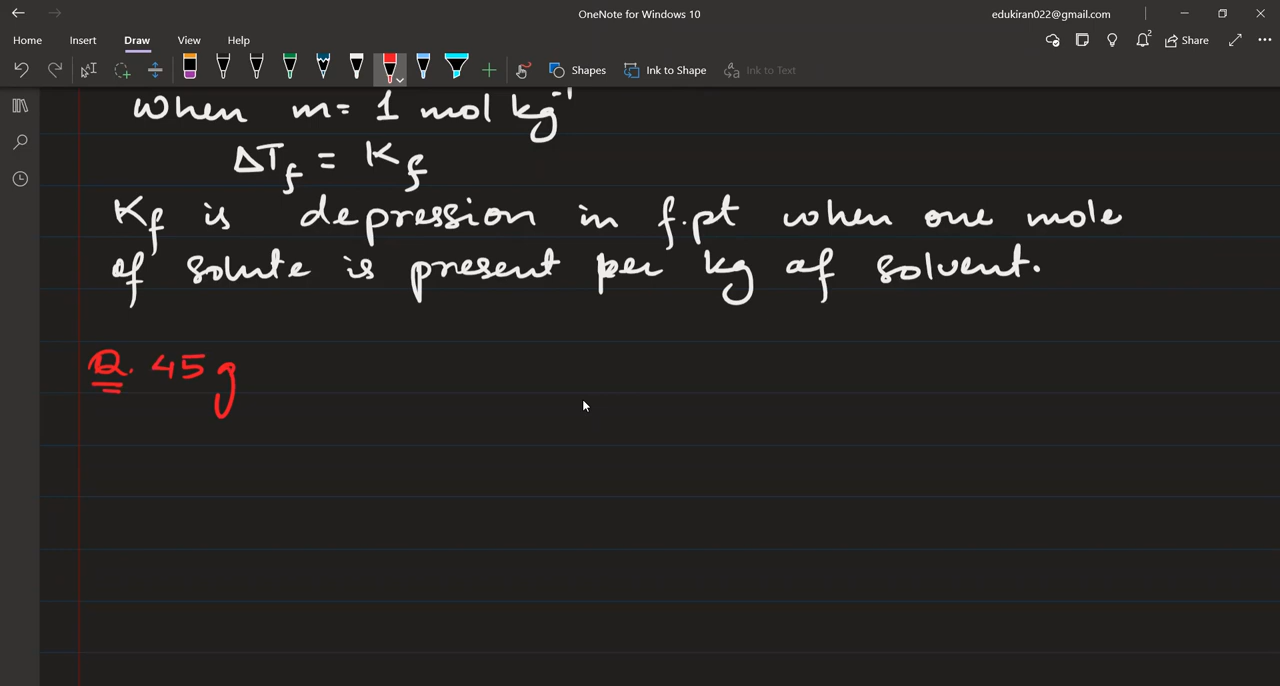 OneNote for Windows 10
edukiran022@gmail.com
Home Insert Draw View Help
Share
Shapes Ink to Shape Ink to Text
When m = 1 mol kg⁻¹
ΔTf = Kf
Kf is depression in f.pt when one mole
of solute is present per kg of solvent.
Q. 45 g